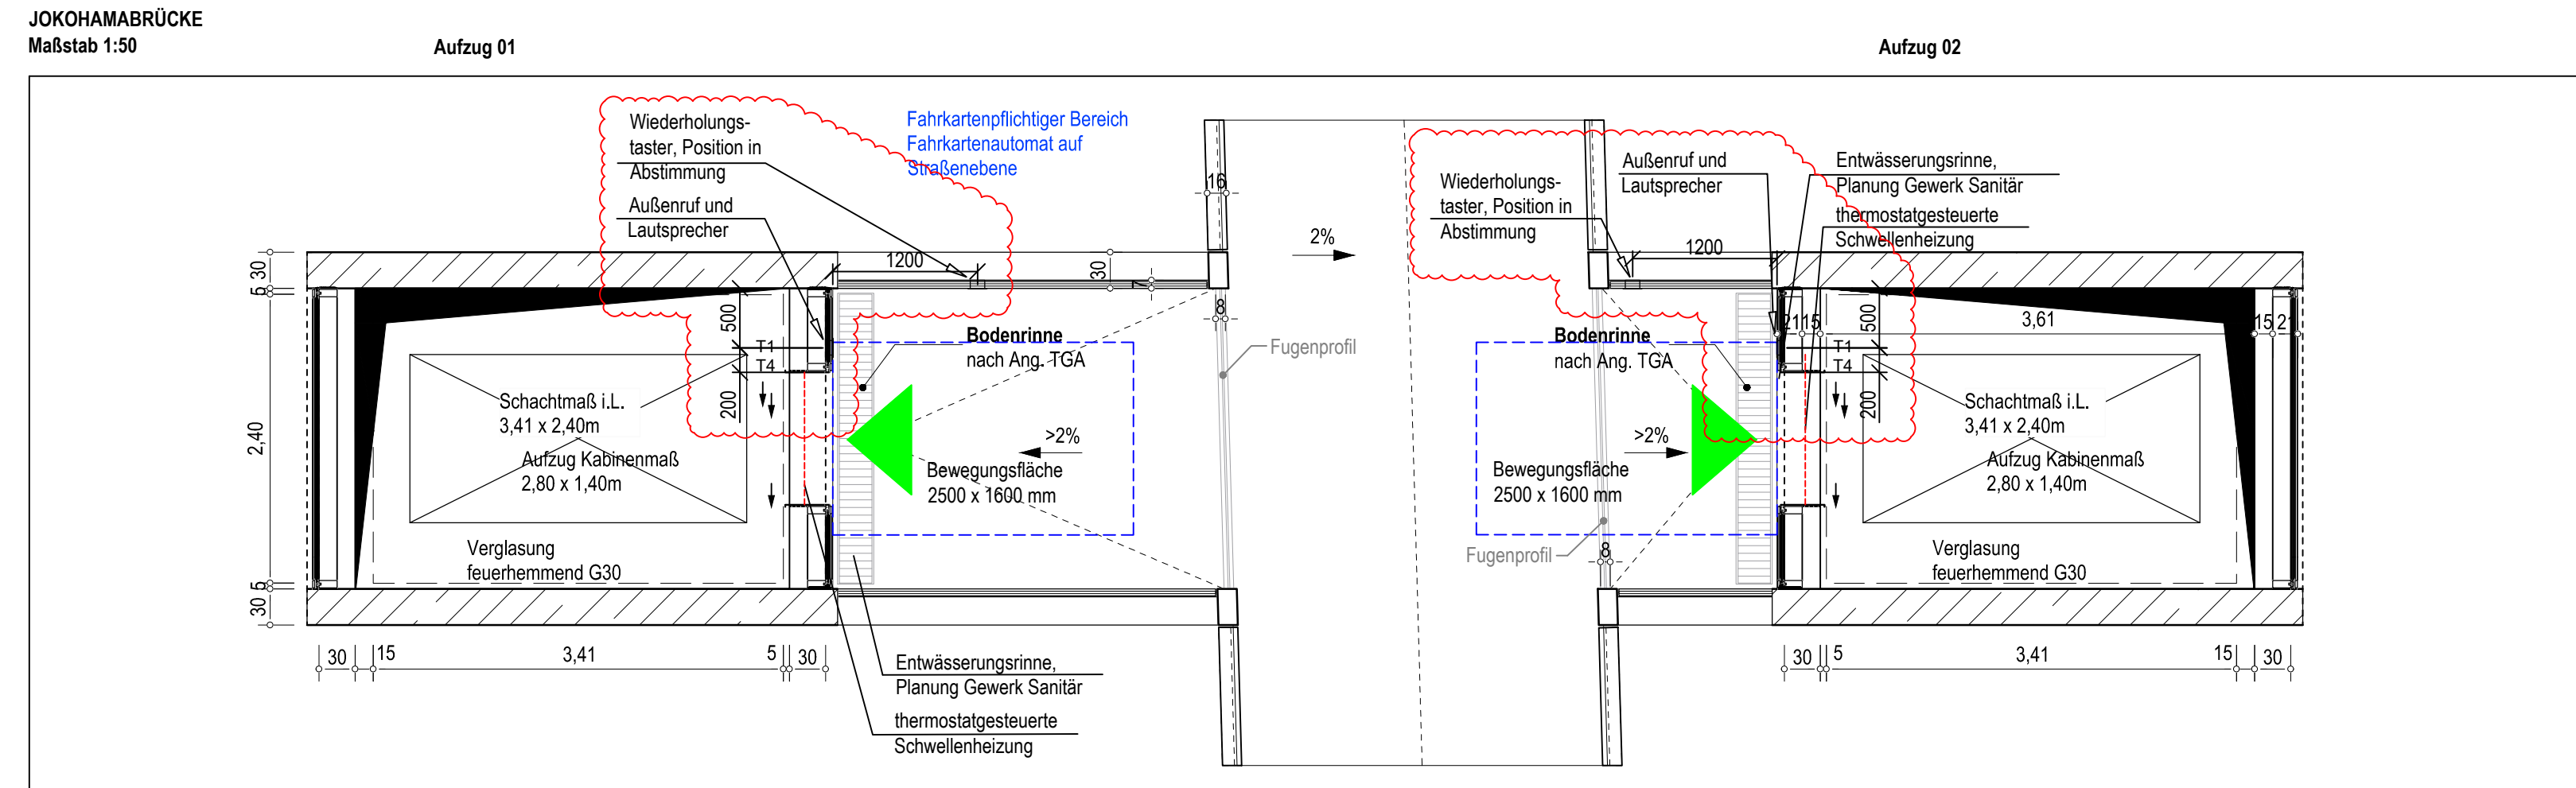 JOKOHAMABRÜCKE
Maßstab 1:50
Aufzug 01
Aufzug 02
Wiederholungs-
taster, Position in
Abstimmung
Außenruf und
Lautsprecher
Fahrkartenpflichtiger Bereich
Fahrkartenautomat auf
Straßenebene
1200
30
16
8
2%
Wiederholungs-
taster, Position in
Abstimmung
Außenruf und
Lautsprecher
1200
Entwässerungsrinne,
Planung Gewerk Sanitär
thermostatgesteuerte
Schwellenheizung
30
5
2,40
5
30
500
T1
T4
200
Schachtmaß i.L.
3,41 x 2,40m
Aufzug Kabinenmaß
2,80 x 1,40m
Verglasung
feuerhemmend G30
Bodenrinne
nach Ang. TGA
>2%
Bewegungsfläche
2500 x 1600 mm
Fugenprofil
Bodenrinne
nach Ang. TGA
>2%
Bewegungsfläche
2500 x 1600 mm
Fugenprofil
8
21
15
500
3,61
15
21
T1
T4
200
Schachtmaß i.L.
3,41 x 2,40m
Aufzug Kabinenmaß
2,80 x 1,40m
Verglasung
feuerhemmend G30
30
15
3,41
5
30
Entwässerungsrinne,
Planung Gewerk Sanitär
thermostatgesteuerte
Schwellenheizung
30
5
3,41
15
30